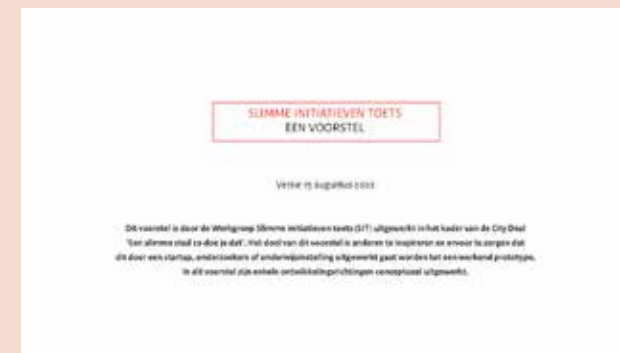 SLIMME INITIATIEVEN TOETS
EEN VOORSTEL
Versie 15 augustus 2022
Dit voorstel is door de Werkgroep Slimme initiatieven toets (SIT) uitgewerkt in het kader van de City Deal
'Een slimme stad zo doe je dat'. Het doel van dit voorstel is anderen te inspireren en ervoor te zorgen dat
dit door een startup, onderzoekers of onderwijsinstelling uitgewerkt gaat worden tot een werkend prototype.
In dit voorstel zijn enkele ontwikkelingsrichtingen conceptueel uitgewerkt.